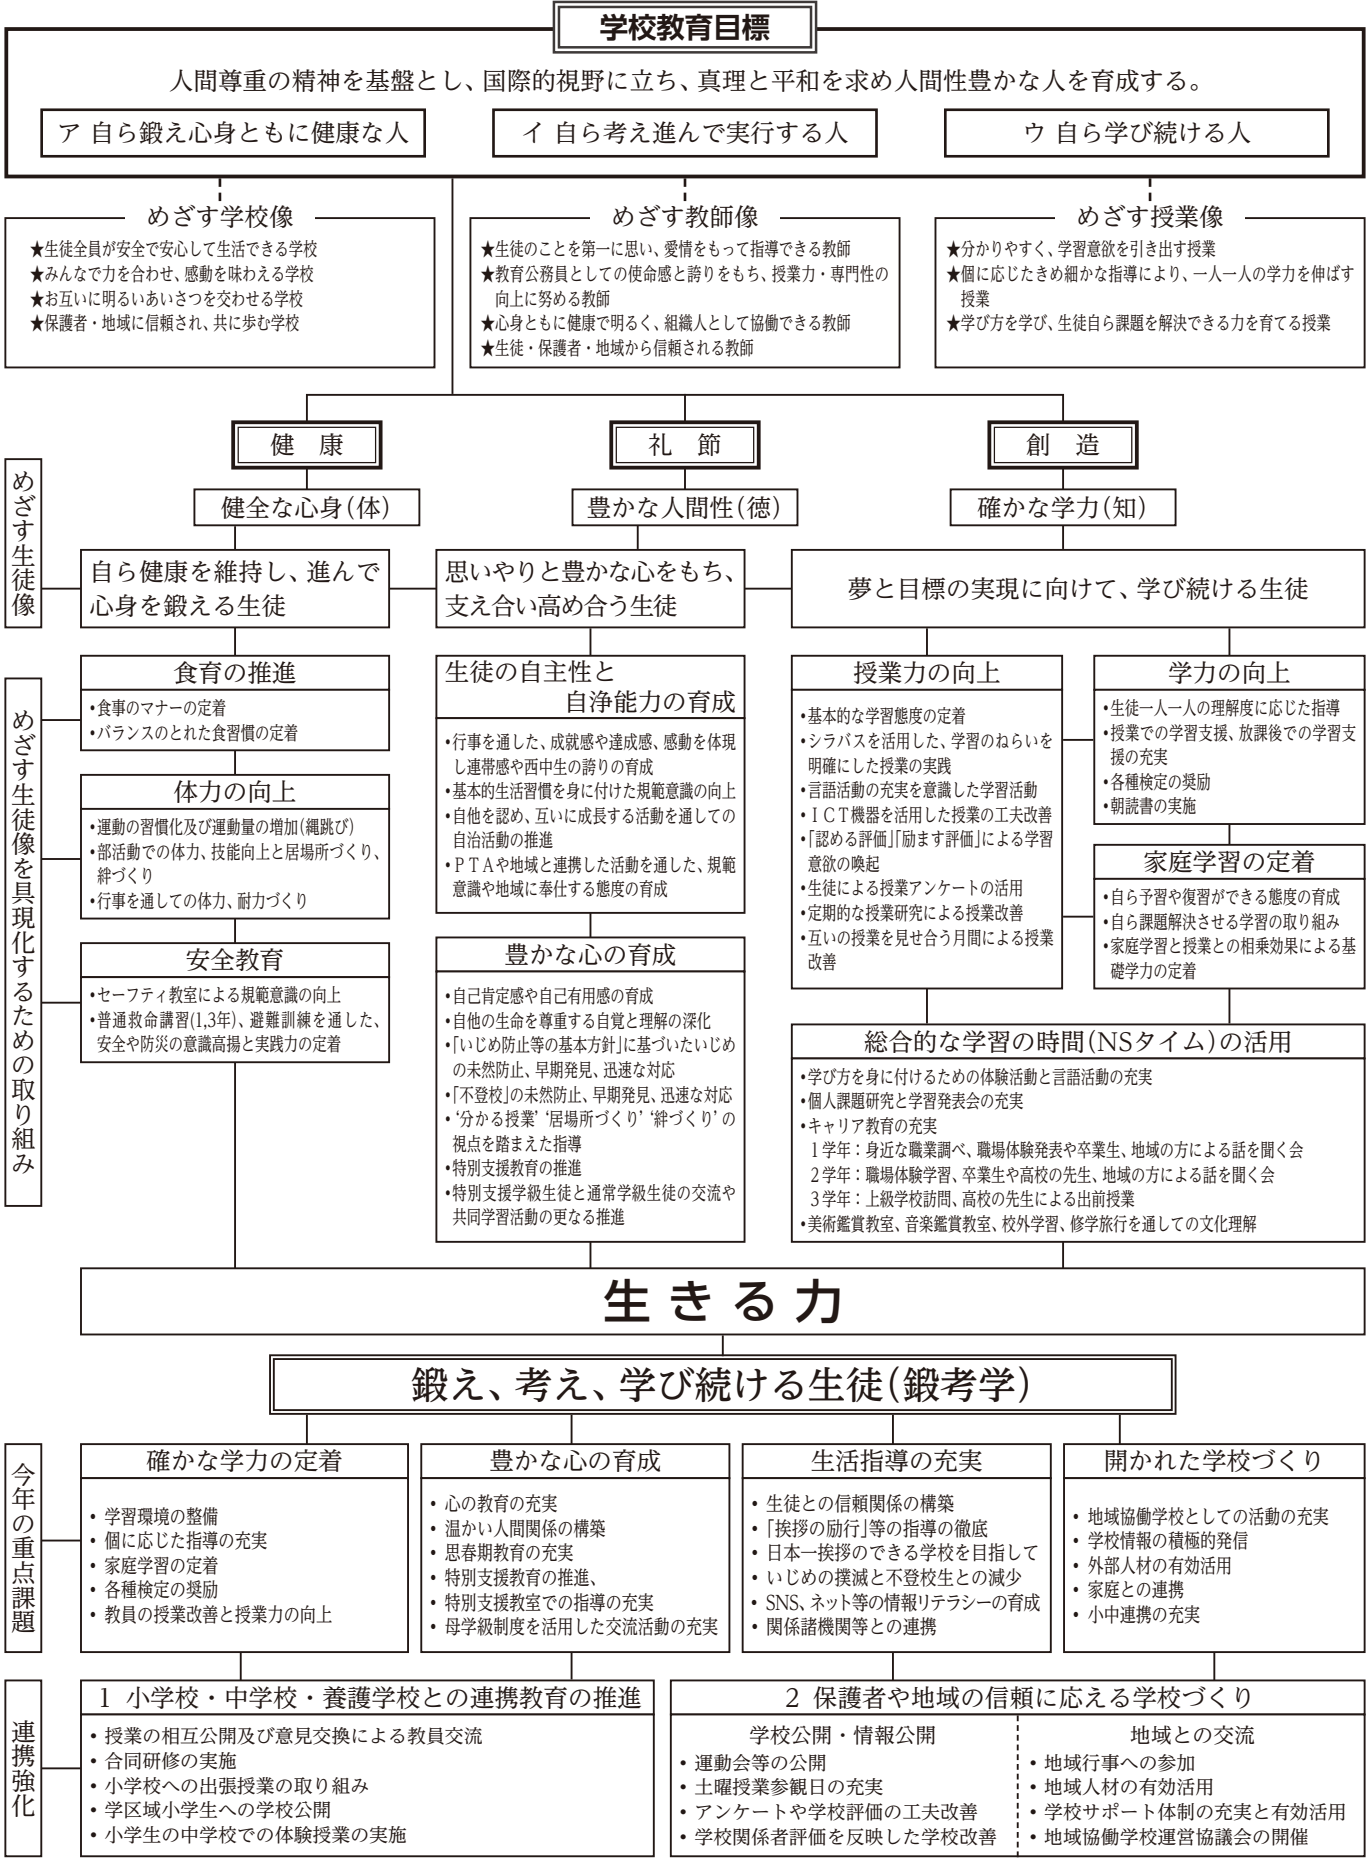 学校教育目標
人間尊重の精神を基盤とし、国際的視野に立ち、真理と平和を求め人間性豊かな人を育成する。
ア 自ら鍛え心身ともに健康な人
イ 自ら考え進んで実行する人
ウ 自ら学び続ける人
めざす学校像
★生徒全員が安全で安心して生活できる学校
★みんなで力を合わせ、感動を味わえる学校
★お互いに明るいあいさつを交わせる学校
★保護者・地域に信頼され、共に歩む学校
めざす教師像
★生徒のことを第一に思い、愛情をもって指導できる教師
★教育公務員としての使命感と誇りをもち、授業力・専門性の
向上に努める教師
★心身ともに健康で明るく、組織人として協働できる教師
★生徒・保護者・地域から信頼される教師
めざす授業像
★分かりやすく、学習意欲を引き出す授業
★個に応じたきめ細かな指導により、一人一人の学力を伸ばす
授業
★学び方を学び、生徒自ら課題を解決できる力を育てる授業
健 康
礼 節
創 造
健全な心身(体)
豊かな人間性(徳)
確かな学力(知)
めざす生徒像
自ら健康を維持し、進んで
心身を鍛える生徒
思いやりと豊かな心をもち、
支え合い高め合う生徒
夢と目標の実現に向けて、学び続ける生徒
めざす生徒像を具現化するための取り組み
食育の推進
・食事のマナーの定着
・バランスのとれた食習慣の定着
体力の向上
・運動の習慣化及び運動量の増加(縄跳び)
・部活動での体力、技能向上と居場所づくり、
絆づくり
・行事を通しての体力、耐力づくり
安全教育
・セーフティ教室による規範意識の向上
・普通救命講習(1,3年)、避難訓練を通した、
安全や防災の意識高揚と実践力の定着
生徒の自主性と
自浄能力の育成
・行事を通した、成就感や達成感、感動を体現
し連帯感や西中生の誇りの育成
・基本的生活習慣を身に付けた規範意識の向上
・自他を認め、互いに成長する活動を通しての
自治活動の推進
・ＰＴＡや地域と連携した活動を通した、規範
意識や地域に奉仕する態度の育成
豊かな心の育成
・自己肯定感や自己有用感の育成
・自他の生命を尊重する自覚と理解の深化
・「いじめ防止等の基本方針」に基づいたいじめ
の未然防止、早期発見、迅速な対応
・「不登校」の未然防止、早期発見、迅速な対応
・‘分かる授業’‘居場所づくり’‘絆づくり’の
視点を踏まえた指導
・特別支援教育の推進
・特別支援学級生徒と通常学級生徒の交流や
共同学習活動の更なる推進
授業力の向上
・基本的な学習態度の定着
・シラバスを活用した、学習のねらいを
明確にした授業の実践
・言語活動の充実を意識した学習活動
・ＩＣＴ機器を活用した授業の工夫改善
・「認める評価」「励ます評価」による学習
意欲の喚起
・生徒による授業アンケートの活用
・定期的な授業研究による授業改善
・互いの授業を見せ合う月間による授業
改善
学力の向上
・生徒一人一人の理解度に応じた指導
・授業での学習支援、放課後での学習支
援の充実
・各種検定の奨励
・朝読書の実施
家庭学習の定着
・自ら予習や復習ができる態度の育成
・自ら課題解決させる学習の取り組み
・家庭学習と授業との相乗効果による基
礎学力の定着
総合的な学習の時間(NSタイム)の活用
・学び方を身に付けるための体験活動と言語活動の充実
・個人課題研究と学習発表会の充実
・キャリア教育の充実
１学年：身近な職業調べ、職場体験発表や卒業生、地域の方による話を聞く会
２学年：職場体験学習、卒業生や高校の先生、地域の方による話を聞く会
３学年：上級学校訪問、高校の先生による出前授業
・美術鑑賞教室、音楽鑑賞教室、校外学習、修学旅行を通しての文化理解
生きる力
鍛え、考え、学び続ける生徒(鍛考学)
今年の重点課題
確かな学力の定着
・ 学習環境の整備
・ 個に応じた指導の充実
・ 家庭学習の定着
・ 各種検定の奨励
・ 教員の授業改善と授業力の向上
豊かな心の育成
・ 心の教育の充実
・ 温かい人間関係の構築
・ 思春期教育の充実
・ 特別支援教育の推進、
・ 特別支援教室での指導の充実
・ 母学級制度を活用した交流活動の充実
生活指導の充実
・ 生徒との信頼関係の構築
・ 「挨拶の励行」等の指導の徹底
・ 日本一挨拶のできる学校を目指して
・ いじめの撲滅と不登校生との減少
・ SNS、ネット等の情報リテラシーの育成
・ 関係諸機関等との連携
開かれた学校づくり
・ 地域協働学校としての活動の充実
・ 学校情報の積極的発信
・ 外部人材の有効活用
・ 家庭との連携
・ 小中連携の充実
連携強化
１ 小学校・中学校・養護学校との連携教育の推進
・ 授業の相互公開及び意見交換による教員交流
・ 合同研修の実施
・ 小学校への出張授業の取り組み
・ 学区域小学生への学校公開
・ 小学生の中学校での体験授業の実施
２ 保護者や地域の信頼に応える学校づくり
学校公開・情報公開
・ 運動会等の公開
・ 土曜授業参観日の充実
・ アンケートや学校評価の工夫改善
・ 学校関係者評価を反映した学校改善
地域との交流
・ 地域行事への参加
・ 地域人材の有効活用
・ 学校サポート体制の充実と有効活用
・ 地域協働学校運営協議会の開催